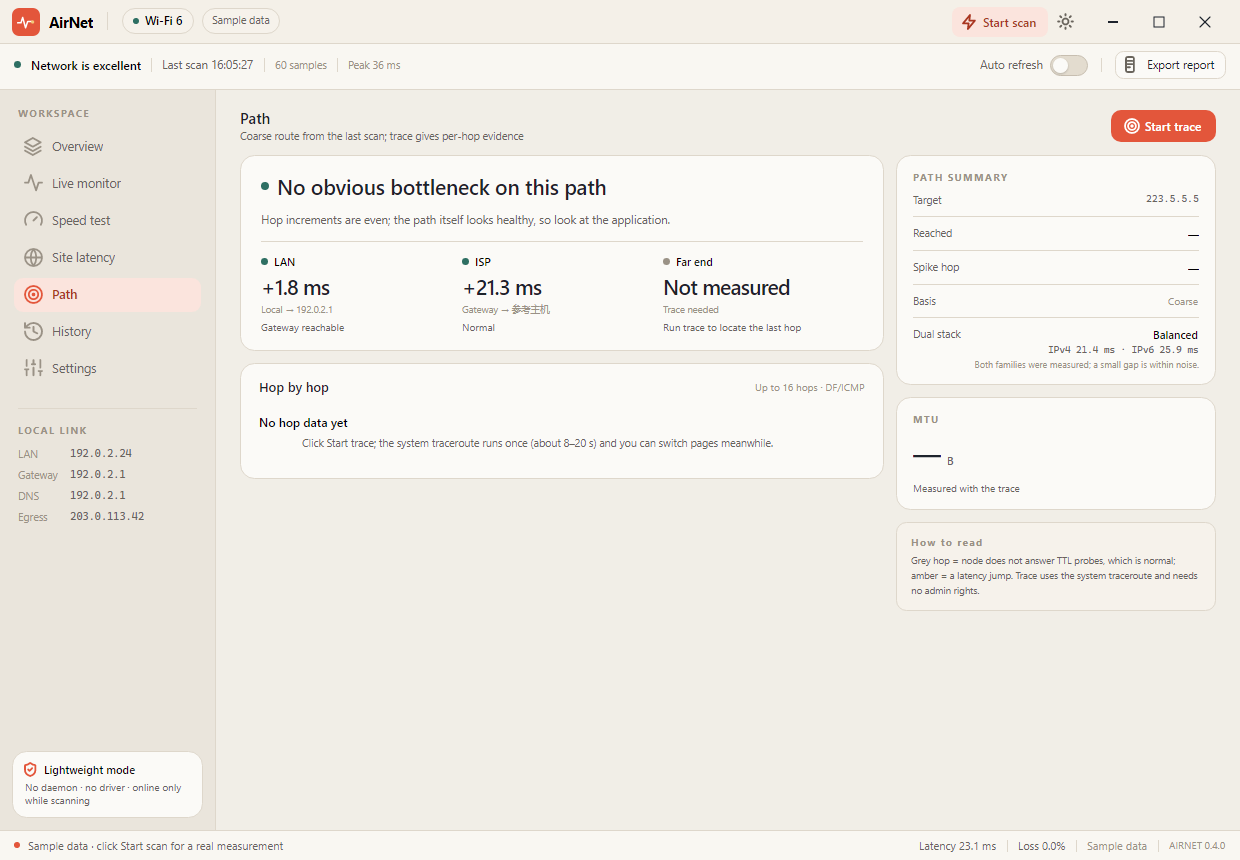 AirNet
Wi-Fi 6
Sample data
Start scan
Network is excellent
Last scan 16:05:27
60 samples
Peak 36 ms
Auto refresh
Export report
WORKSPACE
Overview
Live monitor
Speed test
Site latency
Path
History
Settings
LOCAL LINK
LAN 192.0.2.24
Gateway 192.0.2.1
DNS 192.0.2.1
Egress 203.0.113.42
Lightweight mode
No daemon · no driver · online only
while scanning
Path
Coarse route from the last scan; trace gives per-hop evidence
Start trace
No obvious bottleneck on this path
Hop increments are even; the path itself looks healthy, so look at the application.
LAN
+1.8 ms
Local → 192.0.2.1
Gateway reachable
ISP
+21.3 ms
Gateway → 参考主机
Normal
Far end
Not measured
Trace needed
Run trace to locate the last hop
Hop by hop
Up to 16 hops · DF/ICMP
No hop data yet
Click Start trace; the system traceroute runs once (about 8–20 s) and you can switch pages meanwhile.
PATH SUMMARY
Target 223.5.5.5
Reached —
Spike hop —
Basis Coarse
Dual stack Balanced
IPv4 21.4 ms · IPv6 25.9 ms
Both families were measured; a small gap is within noise.
MTU
— B
Measured with the trace
How to read
Grey hop = node does not answer TTL probes, which is normal;
amber = a latency jump. Trace uses the system traceroute and needs
no admin rights.
Sample data · click Start scan for a real measurement
Latency 23.1 ms
Loss 0.0%
Sample data
AIRNET 0.4.0